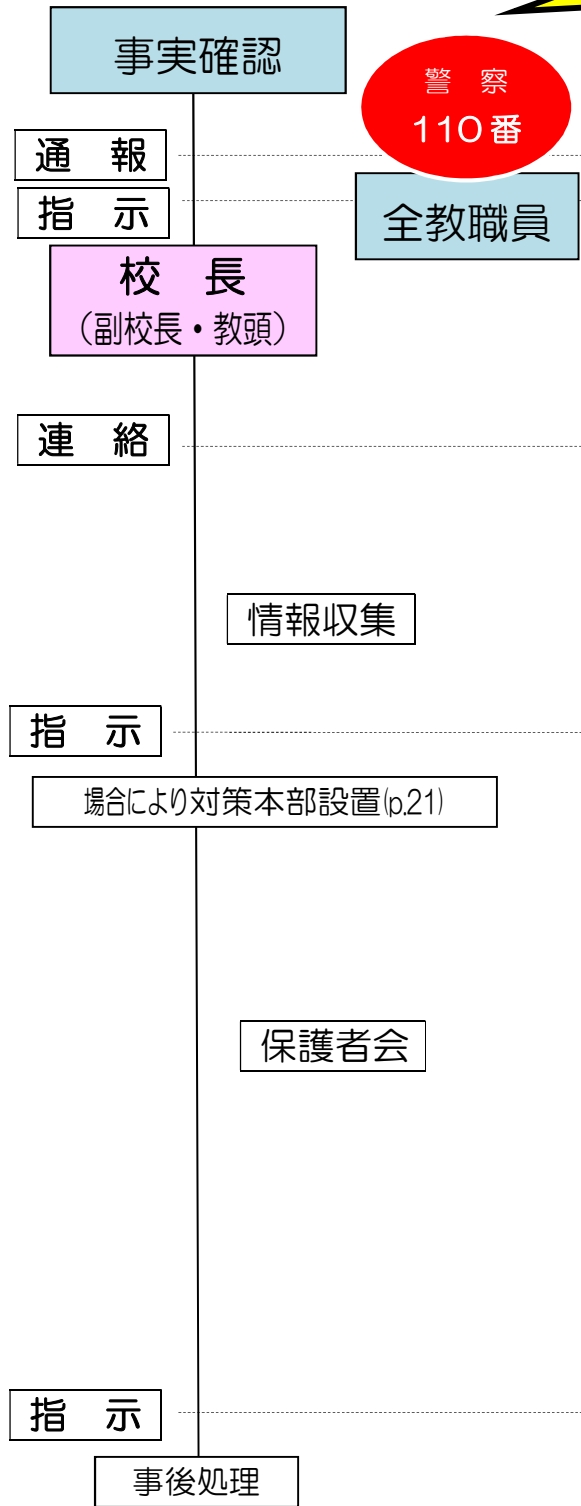 事実確認
警 察
110番
通 報
指 示
全教職員
校 長
（副校長・教頭）
連 絡
情報収集
指 示
場合により対策本部設置(p.21)
保護者会
指 示
事後処理